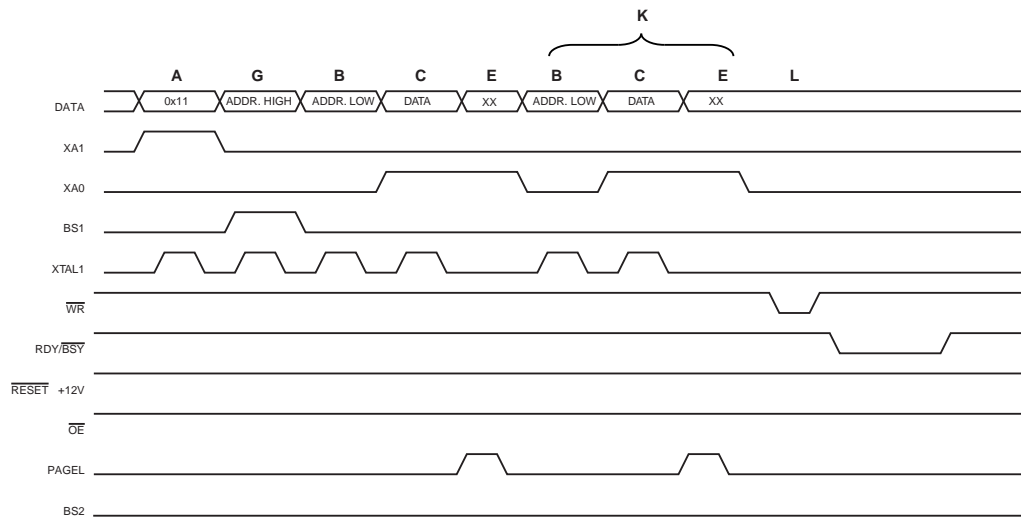 K
A G B C E B C E L
DATA 0x11 ADDR. HIGH ADDR. LOW DATA XX ADDR. LOW DATA XX
XA1
XA0
BS1
XTAL1
WR
RDY/BSY
RESET +12V
OE
PAGEL
BS2